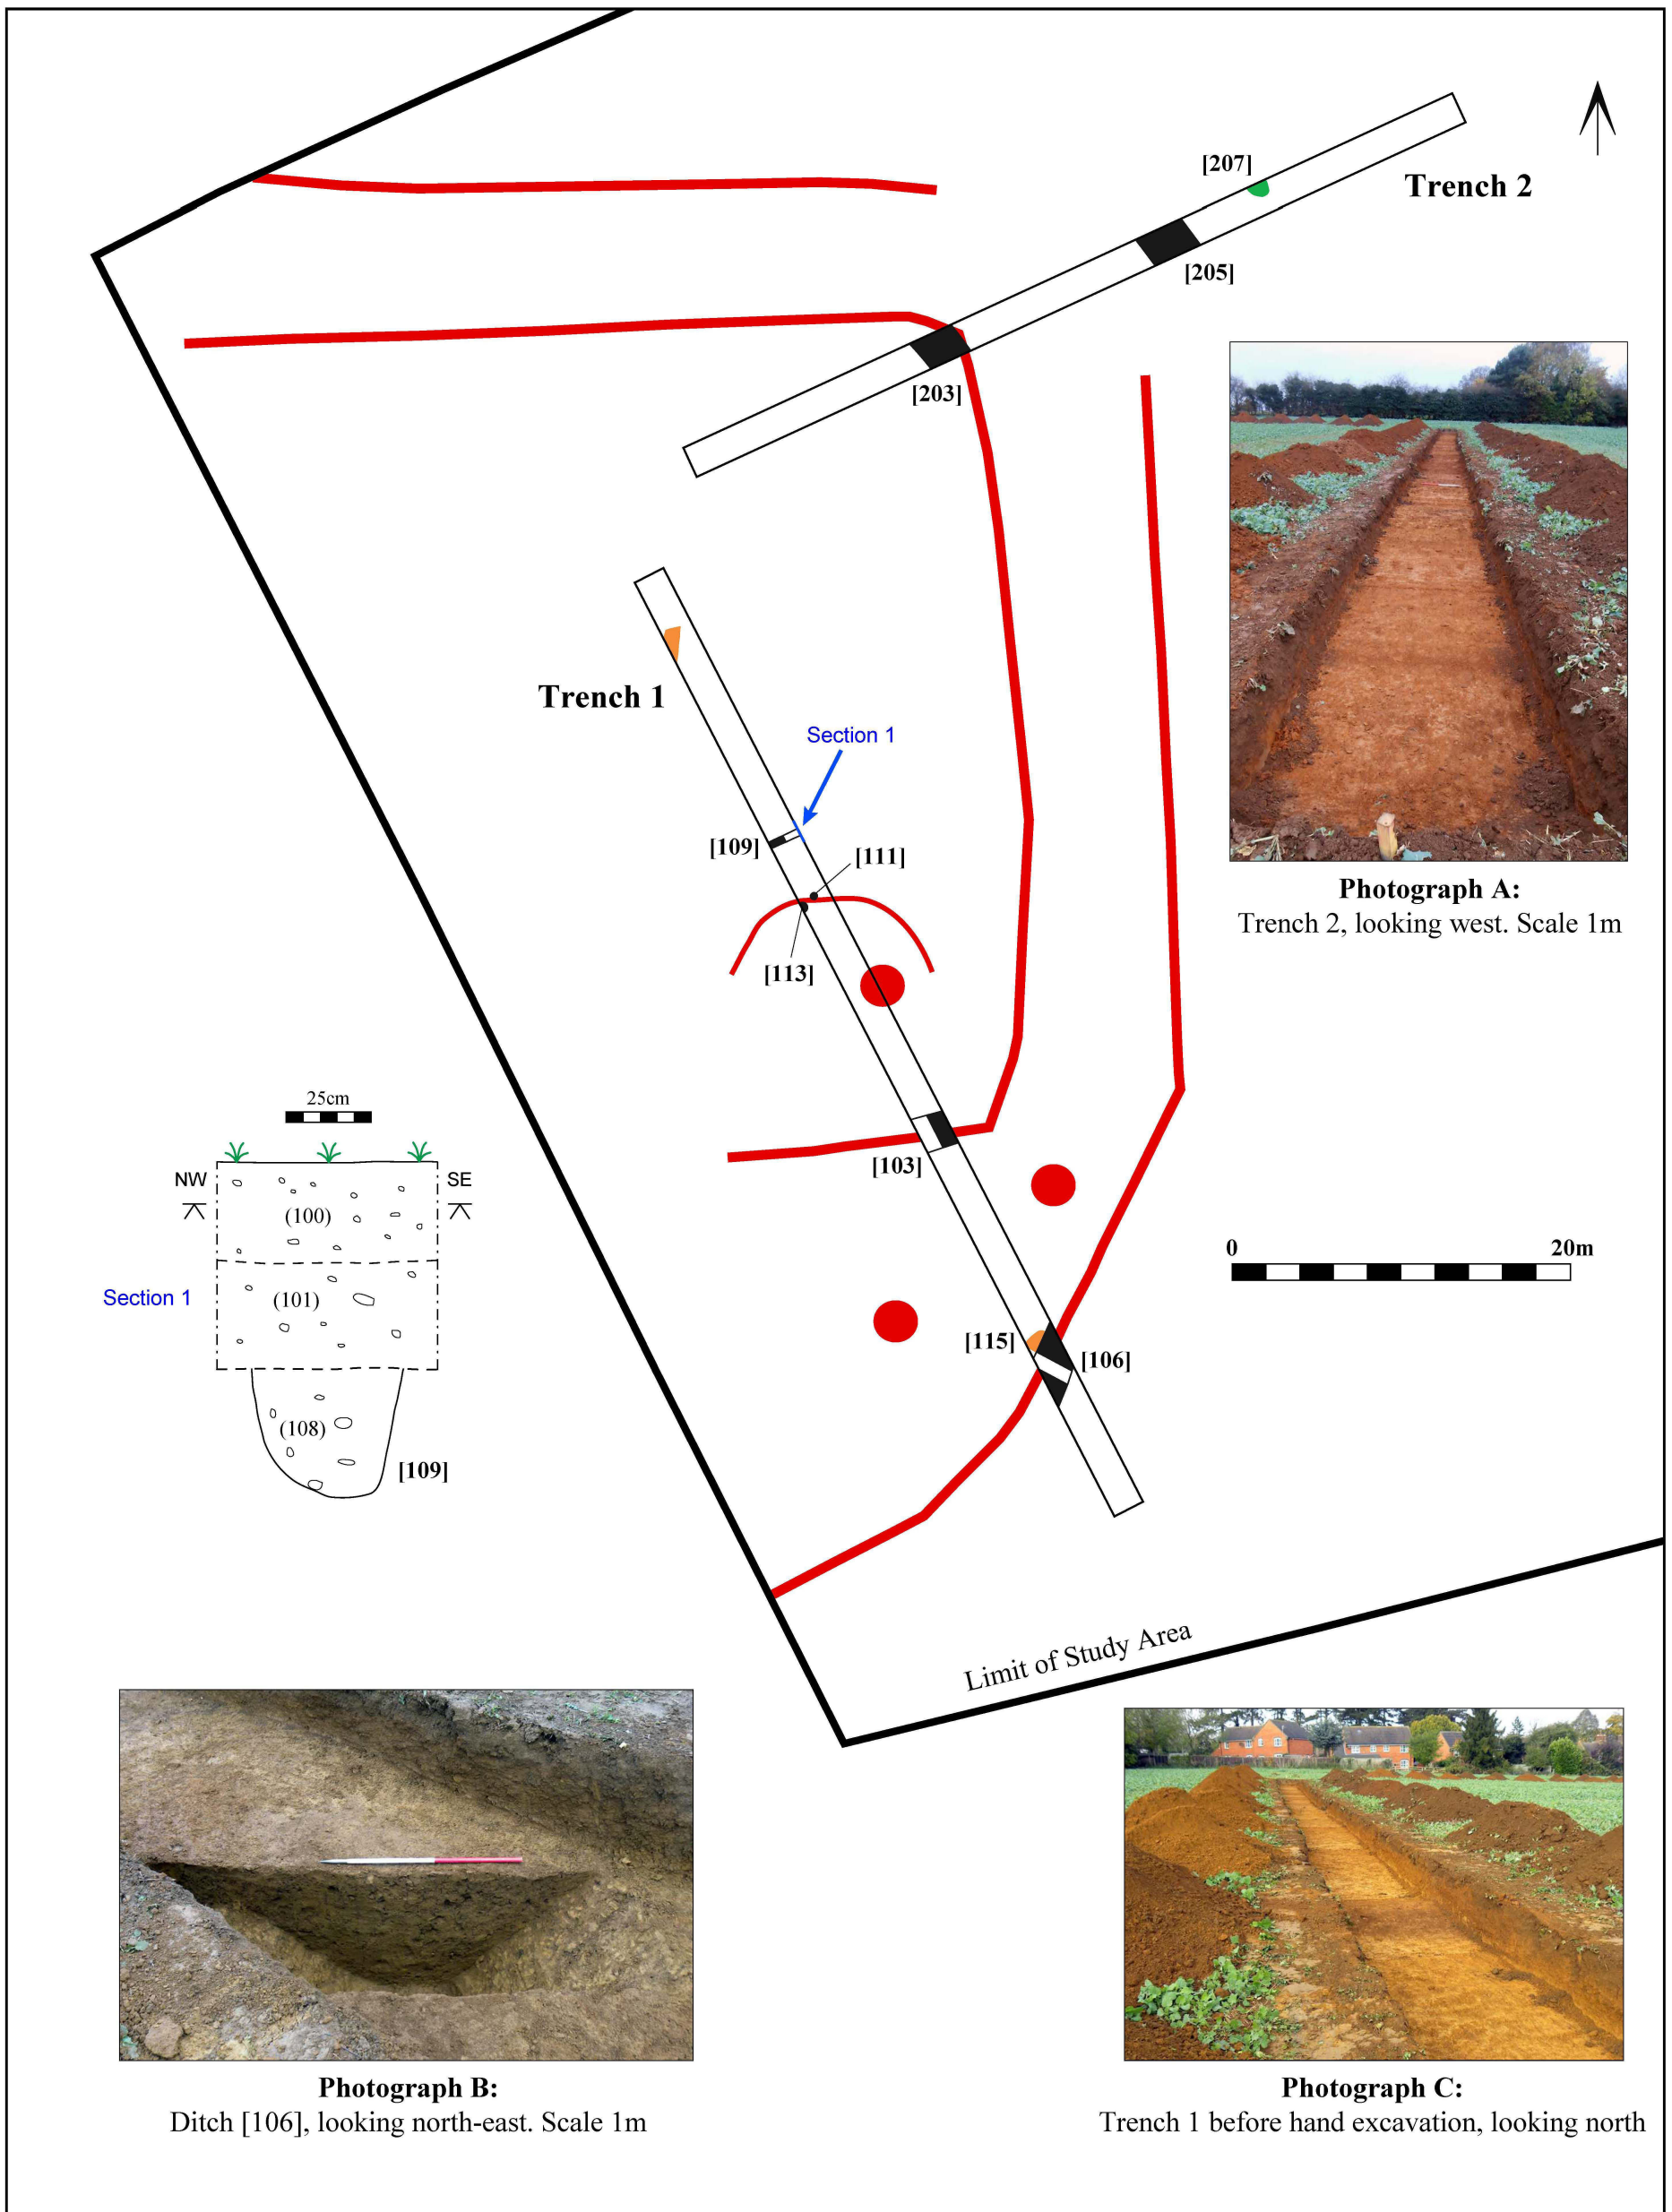 [207]
Trench 2
[205]
[203]
Trench 1
Section 1
[109]
[111]
[113]
Photograph A:
Trench 2, looking west. Scale 1m
25cm
NW
SE
(100)
[103]
0
20m
Section 1
(101)
[115]
[106]
(108)
[109]
Limit of Study Area
Photograph B:
Ditch [106], looking north-east. Scale 1m
Photograph C:
Trench 1 before hand excavation, looking north